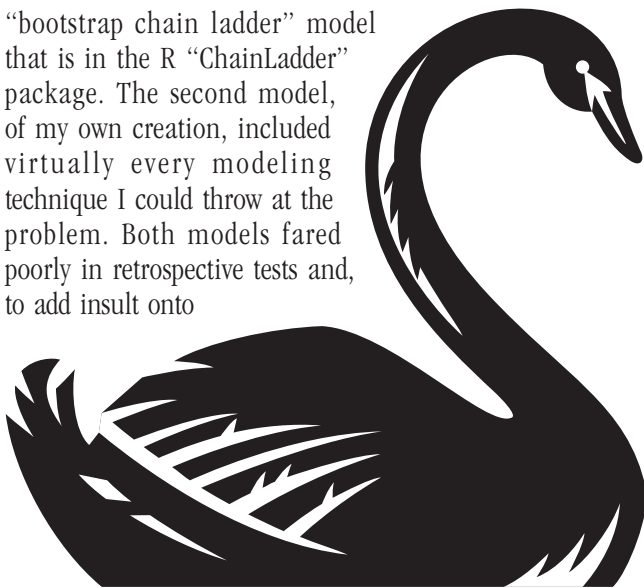 “bootstrap chain ladder” model
that is in the R “ChainLadder”
package. The second model,
of my own creation, included
virtually every modeling
technique I could throw at the
problem. Both models fared
poorly in retrospective tests and,
to add insult onto